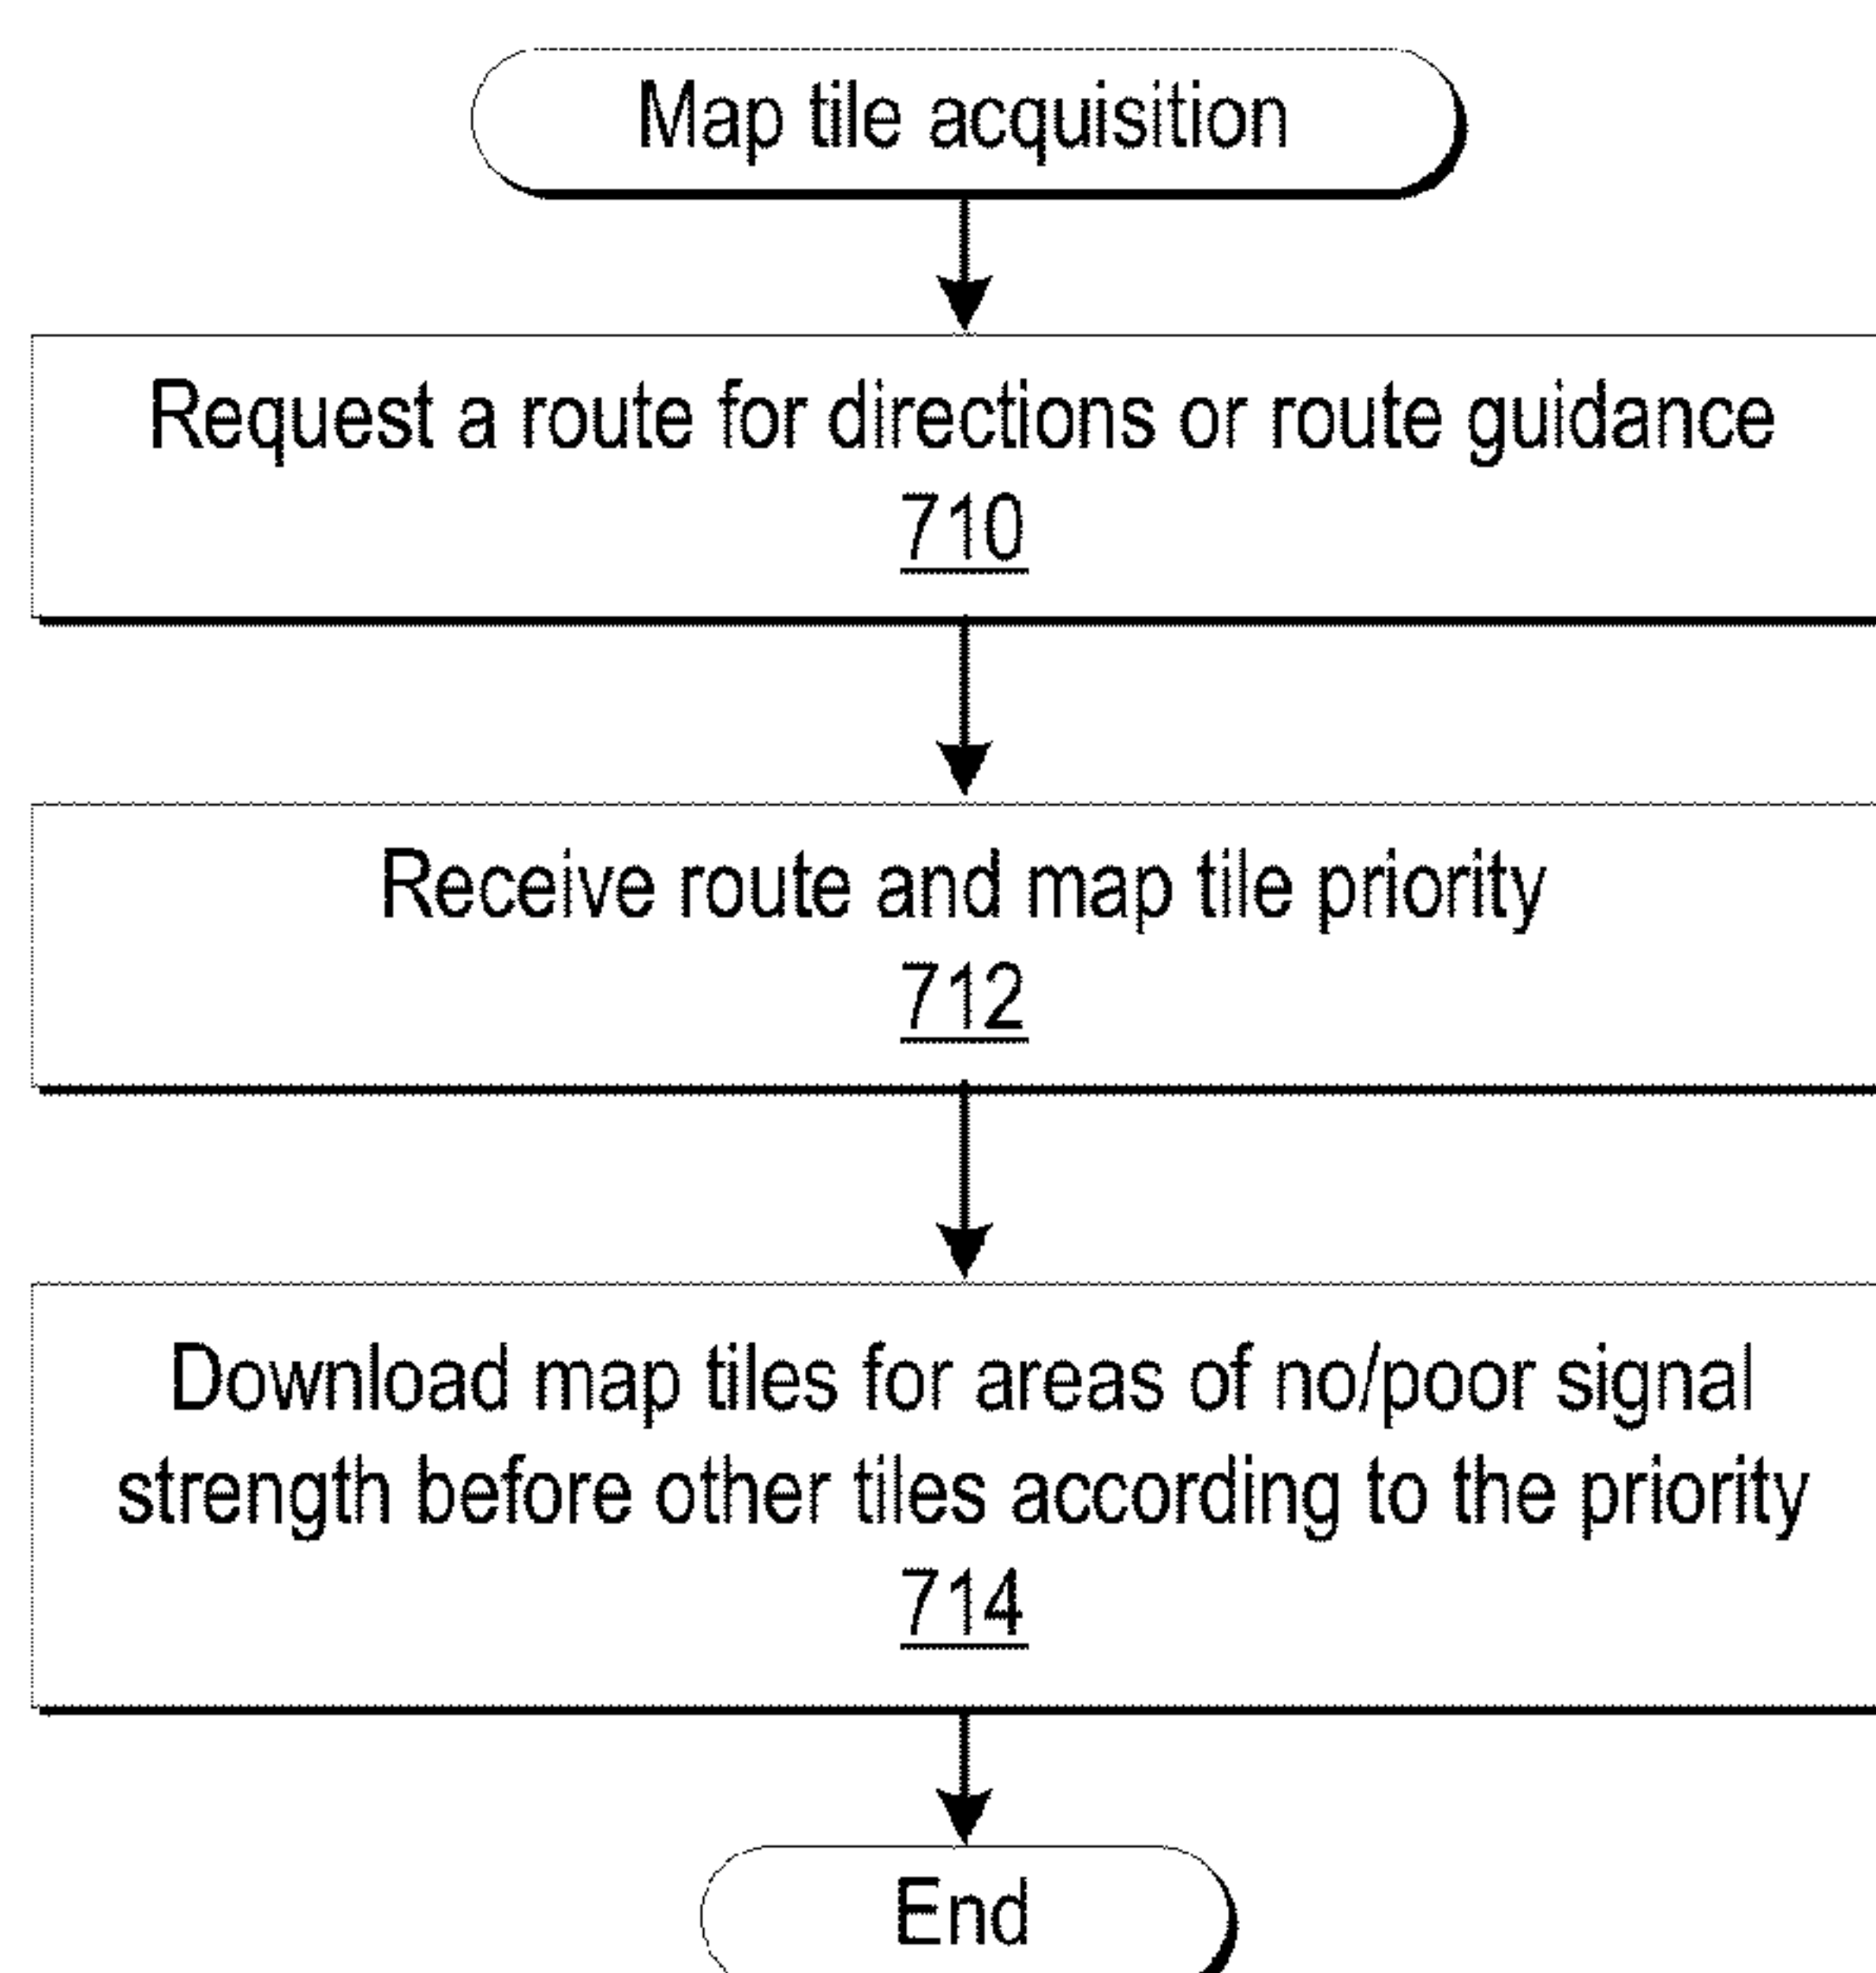 Map tile acquisition
Request a route for directions or route guidance
710
Receive route and map tile priority
712
Download map tiles for areas of no/poor signal
strength before other tiles according to the priority
714
End